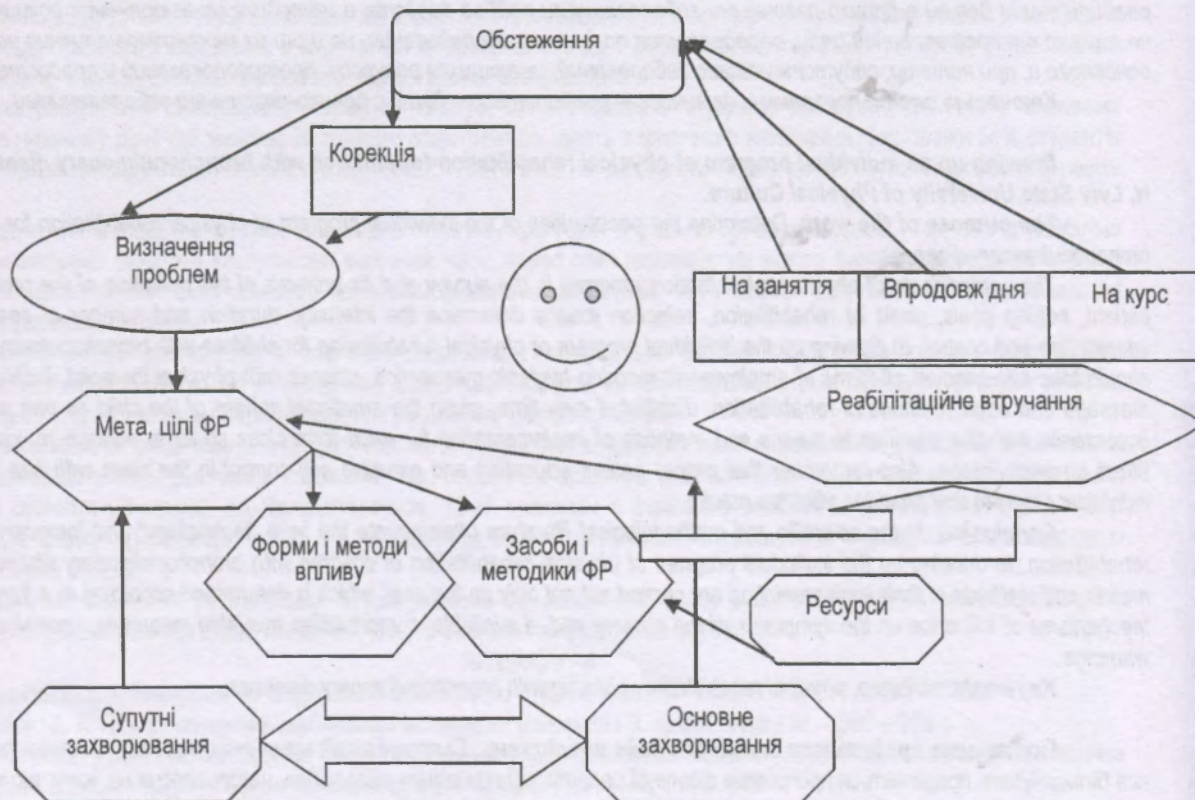 Обстеження
Корекція
Визначення
проблем
На заняття
Впродовж дня
На курс
Реабілітаційне втручання
Мета, цілі ФР
Форми і методи
впливу
Засоби і
методики ФР
Ресурси
Супутні
захворювання
Основне
захворювання